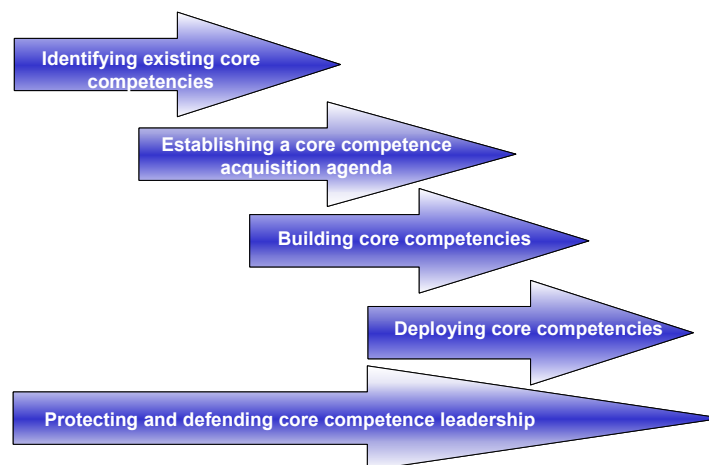 Identifying existing core
competencies
Establishing a core competence
acquisition agenda
Building core competencies
Deploying core competencies
Protecting and defending core competence leadership